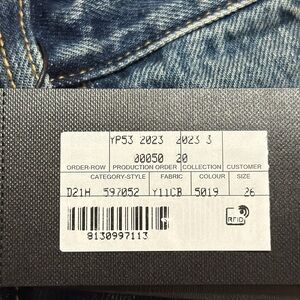 YP53 2023 2023 3
00050 20
ORDER-ROW PRODUCTION ORDER COLLECTION CUSTOMER
CATEGORY-STYLE FABRIC COLOUR SIZE
D21H 597052 Y11CB 5019 26
8130997113
RFID